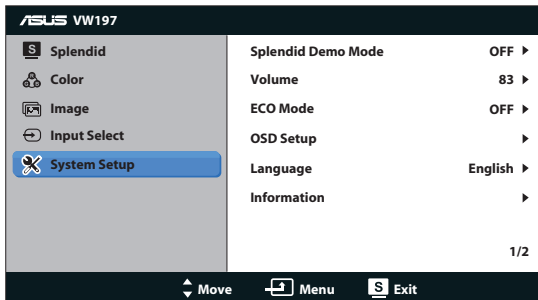 ASUS VW197
S Splendid
Color
Image
Input Select
System Setup
Splendid Demo Mode OFF
Volume 83
ECO Mode OFF
OSD Setup
Language English
Information
1/2
Move Menu S Exit